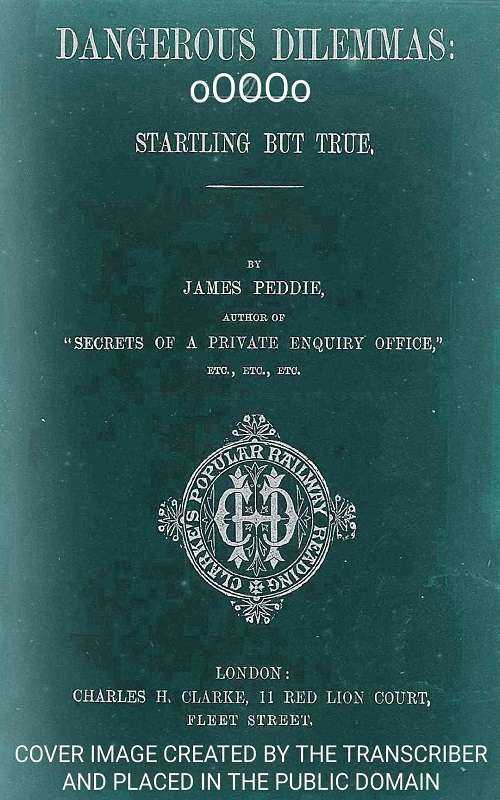 DANGEROUS DILEMMAS:
oOOOo
STARTLING BUT TRUE.
BY
JAMES PEDDIE,
AUTHOR OF
"SECRETS OF A PRIVATE ENQUIRY OFFICE,"
ETC., ETC., ETC.
CLARKE'S POPULAR RAILWAY READING
CHC
LONDON:
CHARLES H. CLARKE, 11 RED LION COURT,
FLEET STREET.
COVER IMAGE CREATED BY THE TRANSCRIBER
AND PLACED IN THE PUBLIC DOMAIN